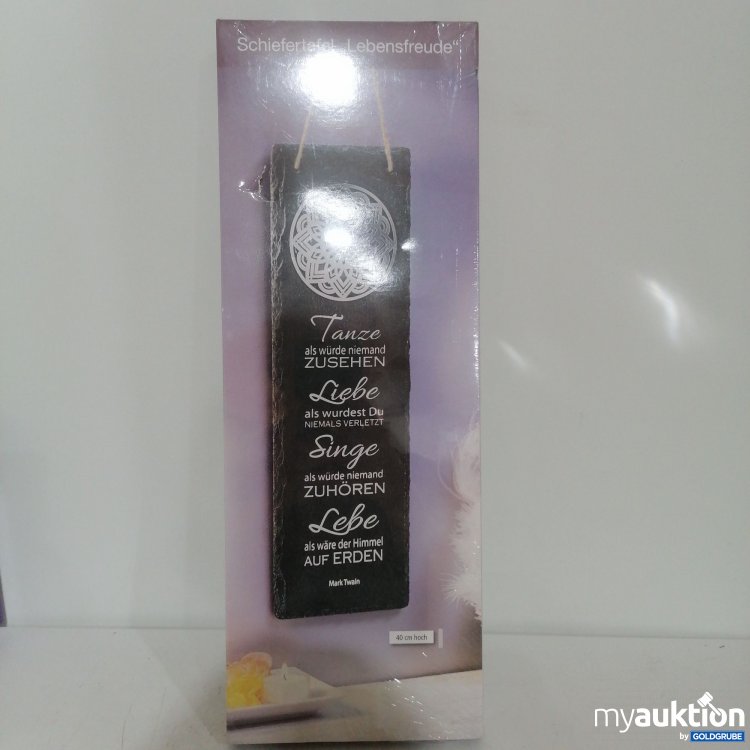 Schiefertafel „Lebensfreude“
Tanze
als würde niemand
ZUSEHEN
Liebe
als wurdest Du
NIEMALS VERLETZT
Singe
als würde niemand
ZUHÖREN
Lebe
als wäre der Himmel
AUF ERDEN
Mark Twain
40 cm hoch
myauktion
by GOLDGRUBE